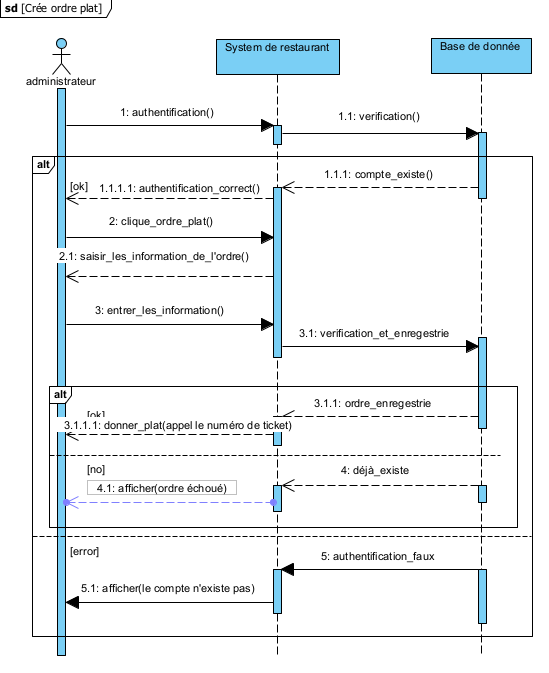 sd [Crée ordre plat]
System de restaurant
Base de donnée
administrateur
1: authentification()
1.1: verification()
alt
1.1.1: compte_existe()
[ok]
1.1.1.1: authentification_correct()
2: clique_ordre_plat()
2.1: saisir_les_information_de_l'ordre()
3: entrer_les_information()
3.1: verification_et_enregestrie
alt
3.1.1: ordre_enregestrie
[ok]
3.1.1.1: donner_plat(appel le numéro de ticket)
[no]
4: déjà_existe
4.1: afficher(ordre échoué)
[error]
5: authentification_faux
5.1: afficher(le compte n'existe pas)